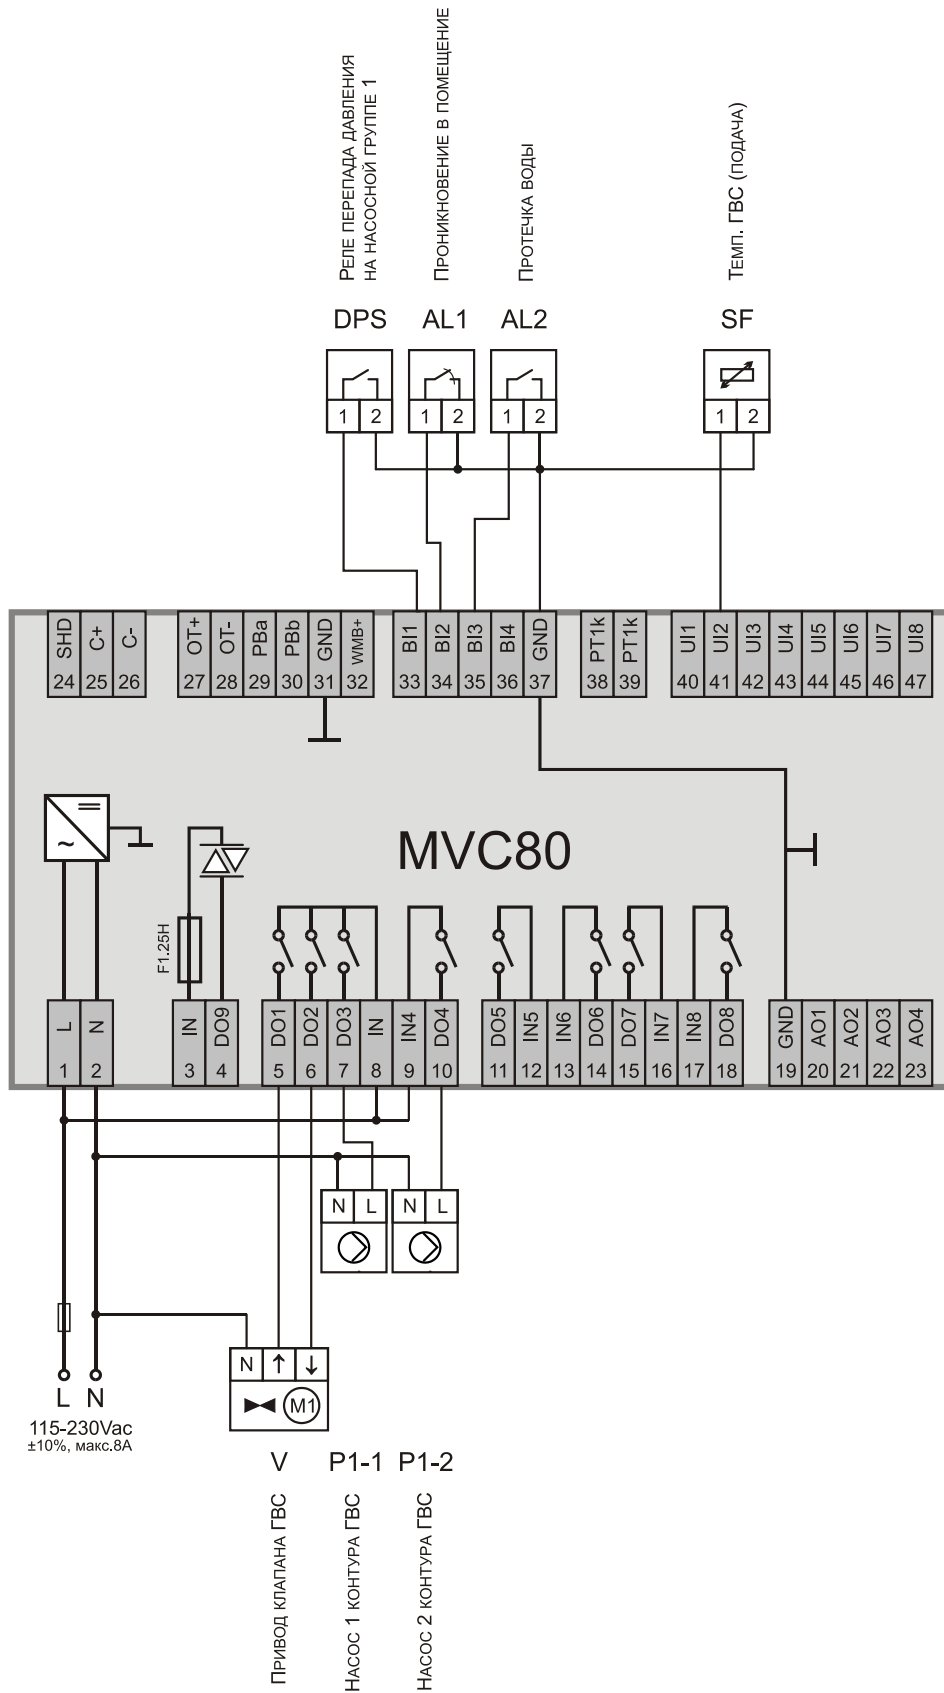 РЕЛЕ ПЕРЕПАДА ДАВЛЕНИЯ
НА НАСОСНОЙ ГРУППЕ 1
ПРОНИКНОВЕНИЕ В ПОМЕЩЕНИЕ
ПРОТЕЧКА ВОДЫ
ТЕМП. ГВС (ПОДАЧА)
DPS AL1 AL2 SF
1 2 1 2 1 2 1 2
SHD C+ C- OT+ OT- PBa PBb GND WMB+ BI1 BI2 BI3 BI4 GND PT1k PT1k UI1 UI2 UI3 UI4 UI5 UI6 UI7 UI8
24 25 26 27 28 29 30 31 32 33 34 35 36 37 38 39 40 41 42 43 44 45 46 47
~
MVC80
F1.25H
L N IN DO9 DO1 DO2 DO3 IN IN4 DO4 DO5 IN5 IN6 DO6 DO7 IN7 IN8 DO8 GND AO1 AO2 AO3 AO4
1 2 3 4 5 6 7 8 9 10 11 12 13 14 15 16 17 18 19 20 21 22 23
N L N L
N ↑ ↓
M1
L N
115-230Vac
±10%, макс.8А
V P1-1 P1-2
ПРИВОД КЛАПАНА ГВС
НАСОС 1 КОНТУРА ГВС
НАСОС 2 КОНТУРА ГВС